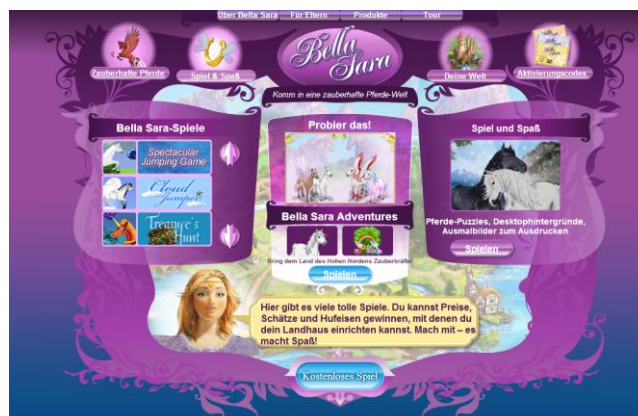 Über Bella Sara
Für Eltern
Produkte
Tour
Zauberhafte Pferde
Spiel & Spaß
Bella
Sara
Deine Welt
Aktivierungscodes
Komm in eine zauberhafte Pferde-Welt
Bella Sara-Spiele
Spectacular
Jumping Game
Cloud
Jumper
Treasure's
Hunt
Probier das!
Bella Sara Adventures
Bring dem Land des Hohen Nordens Zauberkräfte!
Spielen
Spiel und Spaß
Pferde-Puzzles, Desktophintergründe,
Ausmalbilder zum Ausdrucken
Spielen
Hier gibt es viele tolle Spiele. Du kannst Preise,
Schätze und Hufeisen gewinnen, mit denen du
dein Landhaus einrichten kannst. Mach mit – es
macht Spaß!
Kostenloses Spiel